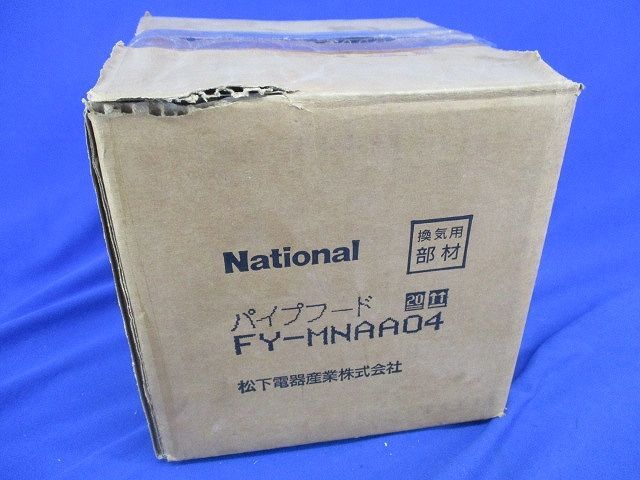 National
換気用
部材
パイプフード
20
FY-MNAA04
松下電器産業株式会社